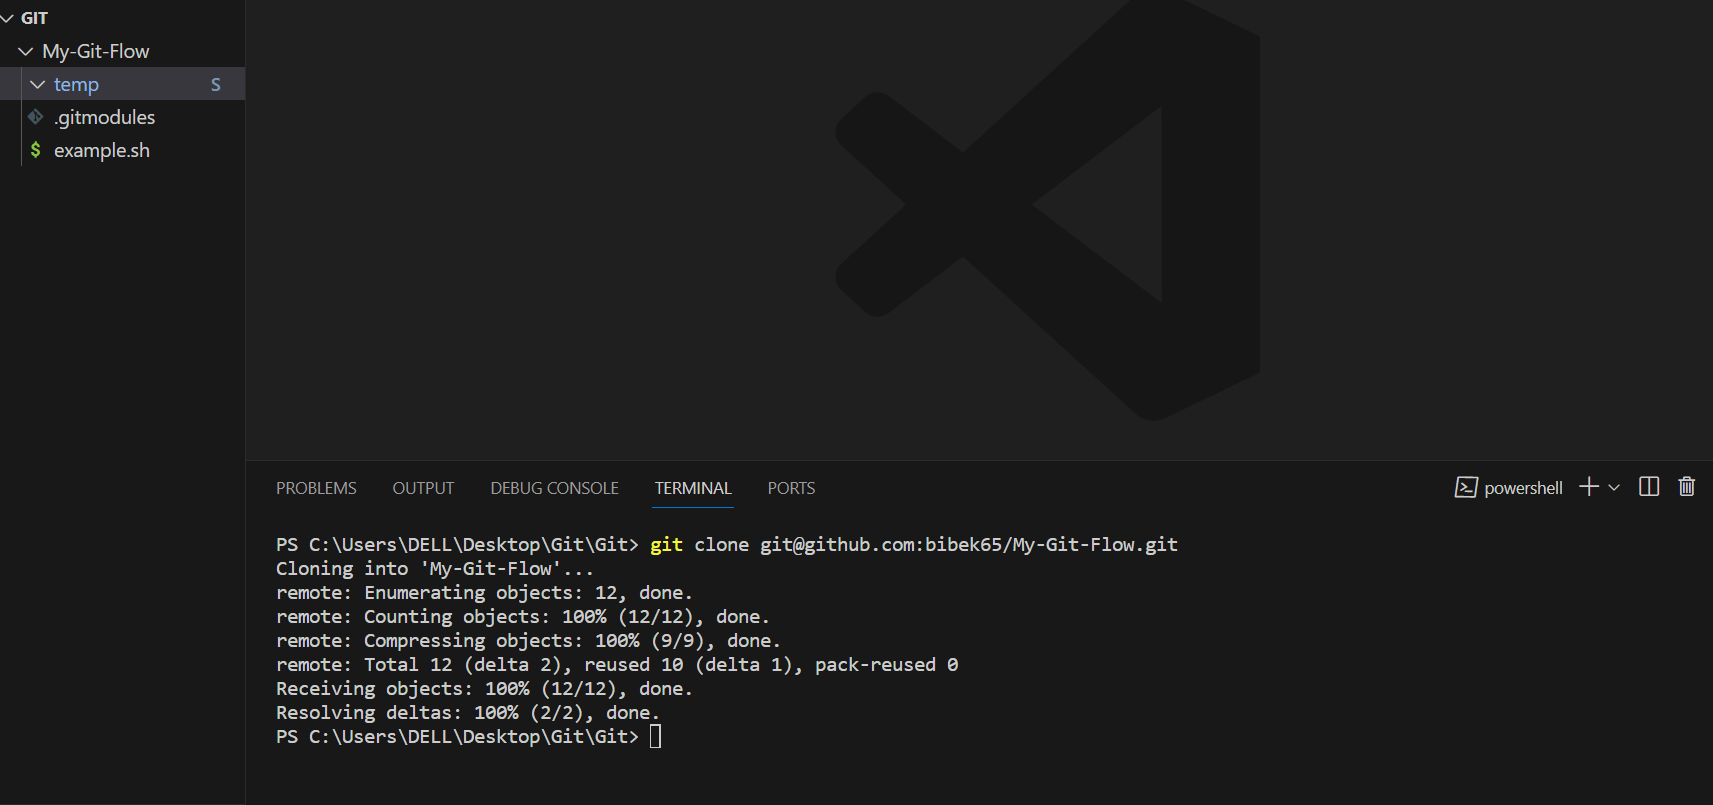 GIT
My-Git-Flow
temp S
.gitmodules
$ example.sh
PROBLEMS OUTPUT DEBUG CONSOLE TERMINAL PORTS
powershell
PS C:\Users\DELL\Desktop\Git\Git> git clone git@github.com:bibek65/My-Git-Flow.git
Cloning into 'My-Git-Flow'...
remote: Enumerating objects: 12, done.
remote: Counting objects: 100% (12/12), done.
remote: Compressing objects: 100% (9/9), done.
remote: Total 12 (delta 2), reused 10 (delta 1), pack-reused 0
Receiving objects: 100% (12/12), done.
Resolving deltas: 100% (2/2), done.
PS C:\Users\DELL\Desktop\Git\Git>